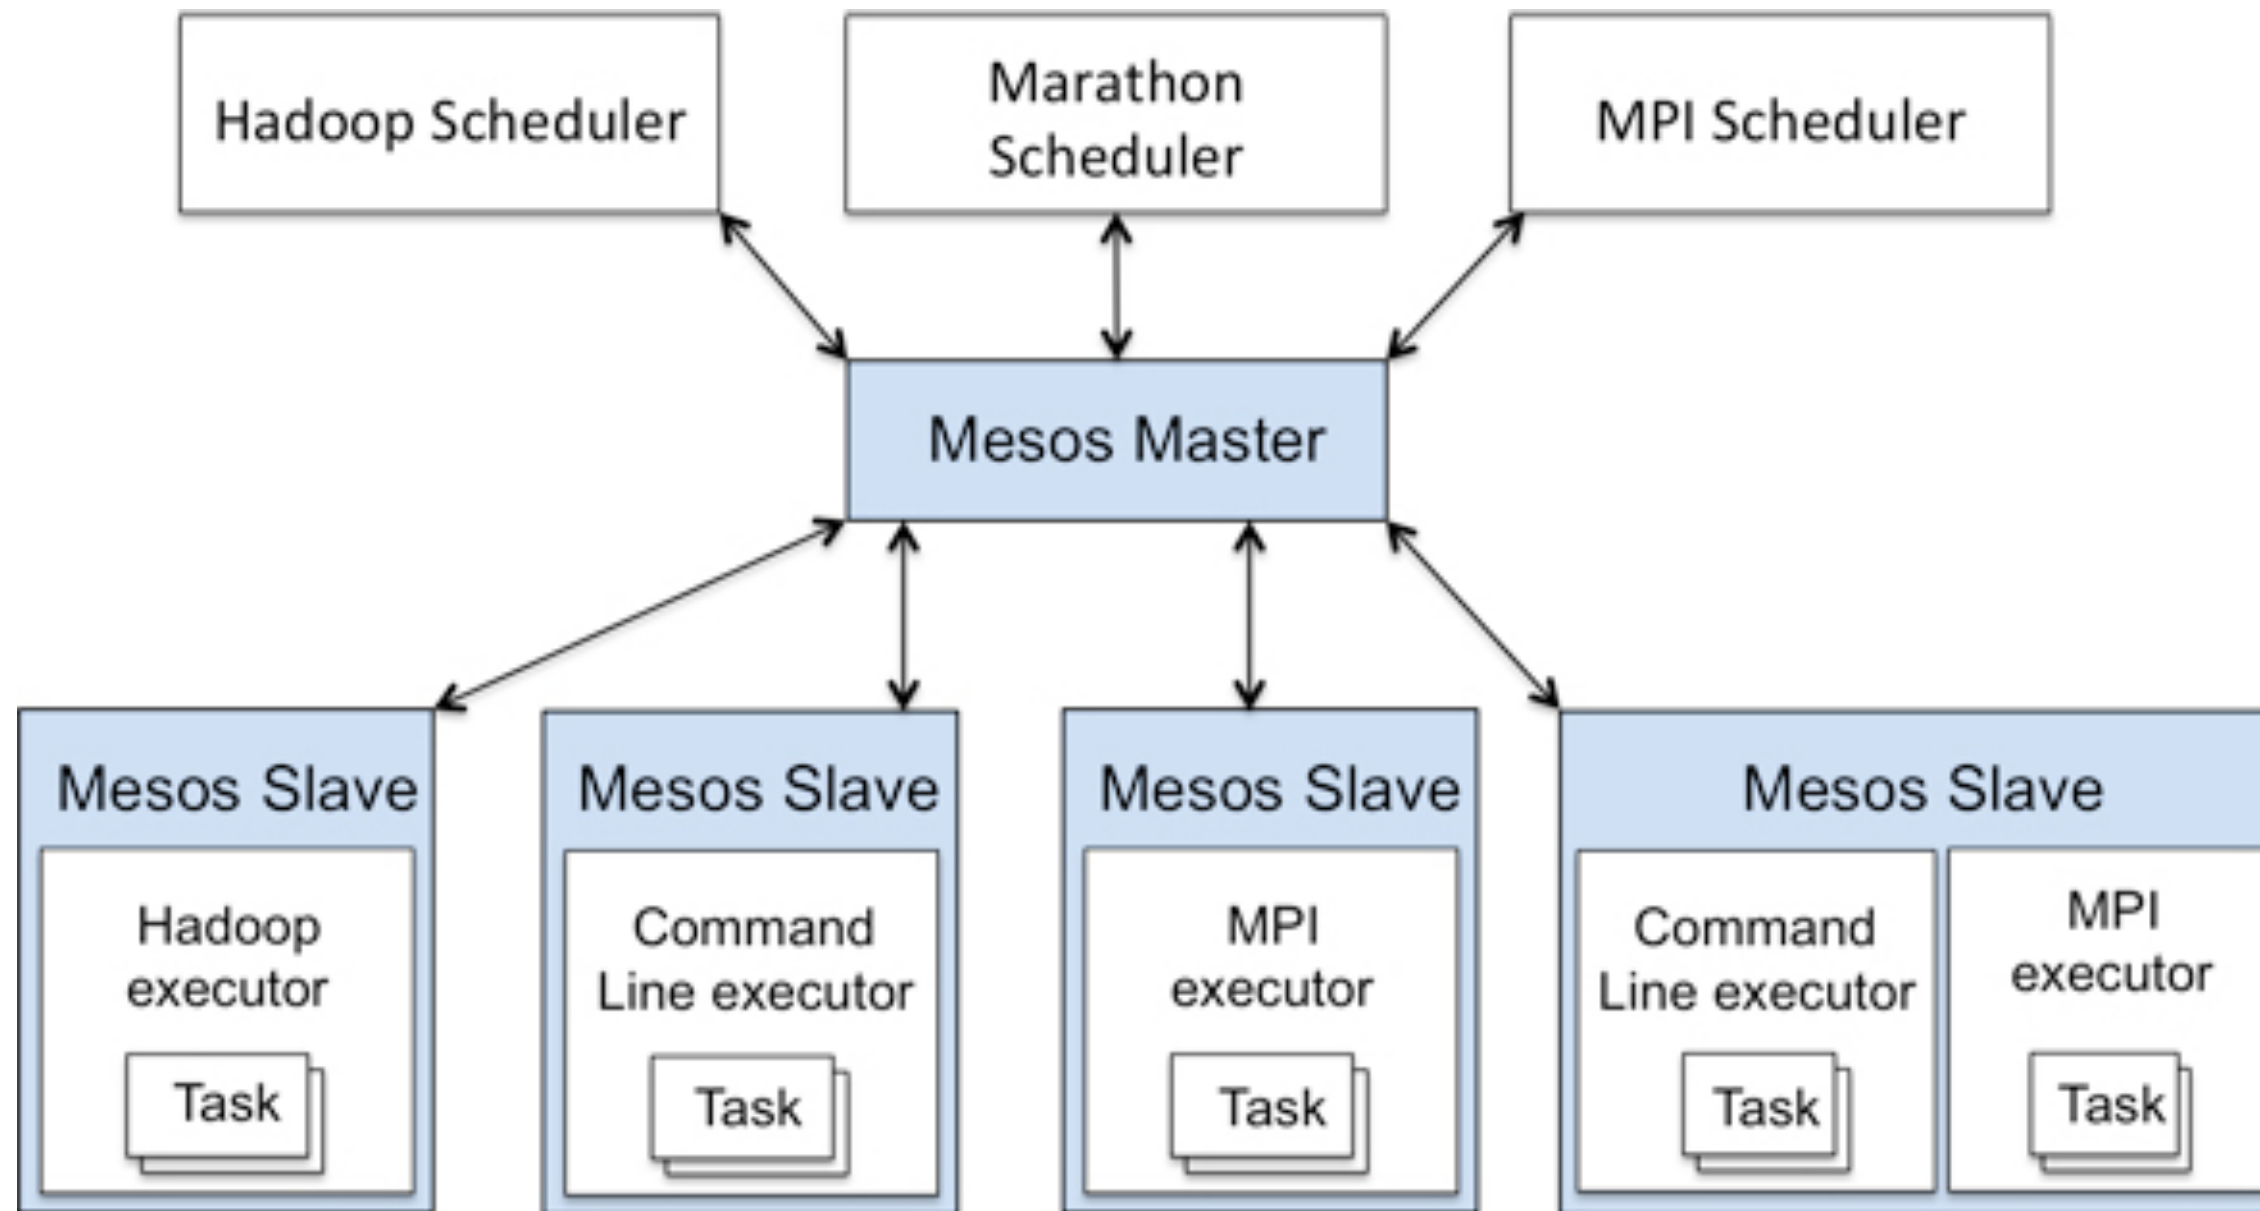 Hadoop Scheduler
Marathon
Scheduler
MPI Scheduler
Mesos Master
Mesos Slave
Hadoop
executor
Task
Mesos Slave
Command
Line executor
Task
Mesos Slave
MPI
executor
Task
Mesos Slave
Command
Line executor
Task
MPI
executor
Task